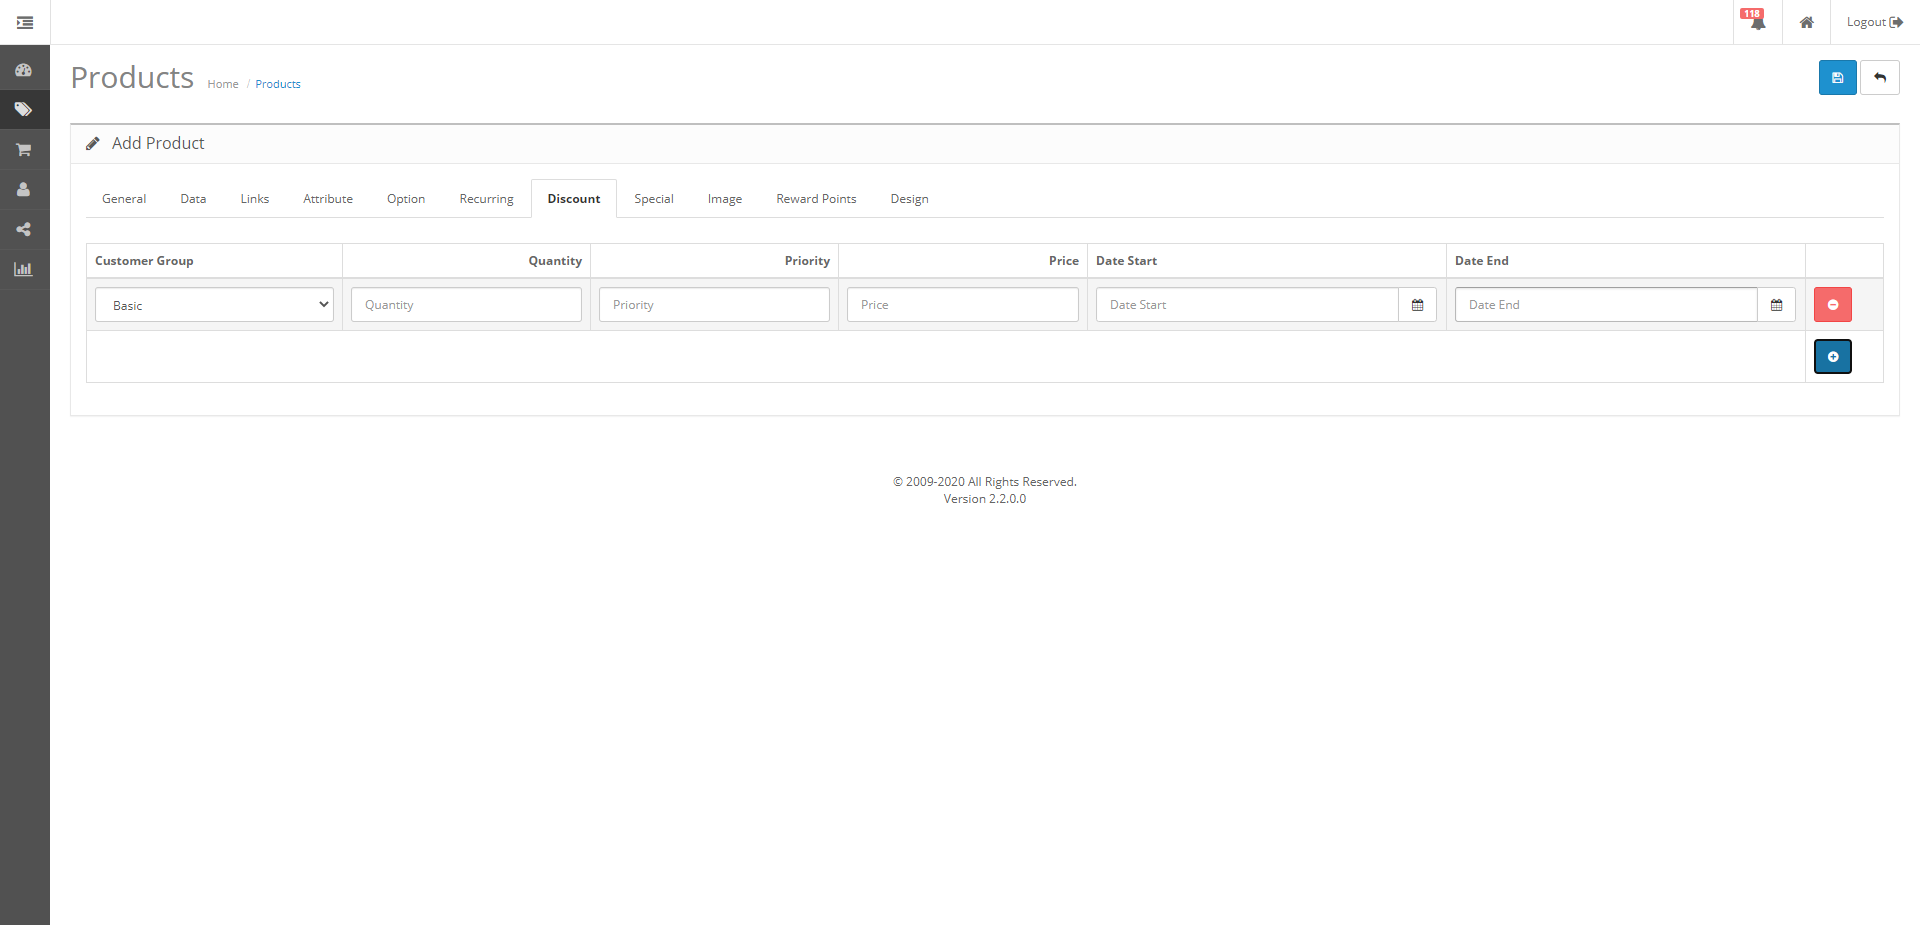 118
Logout
Products Home / Products
Add Product
General Data Links Attribute Option Recurring Discount Special Image Reward Points Design
Customer Group Quantity Priority Price Date Start Date End
Basic Quantity Priority Price Date Start Date End
© 2009-2020 All Rights Reserved.
Version 2.2.0.0